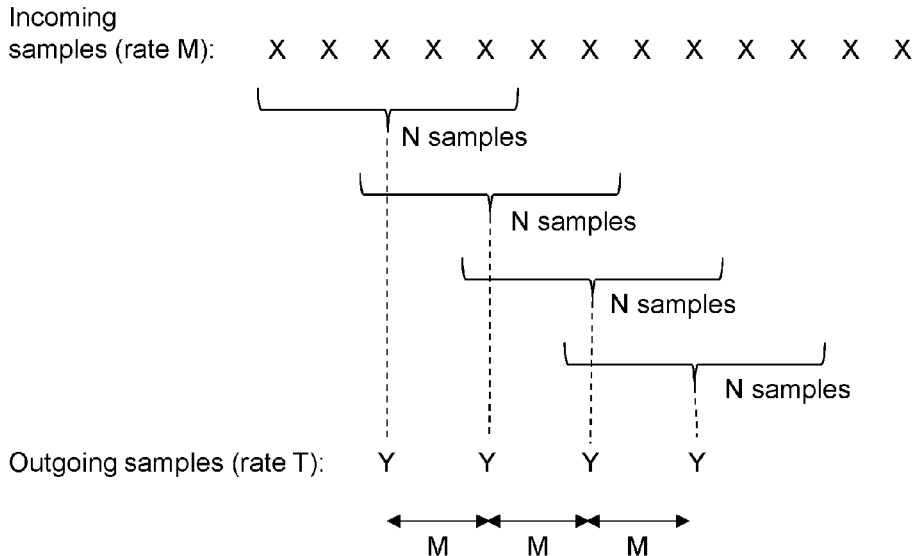 Incoming
samples (rate M): X X X X X X X X X X X X X
N samples
N samples
N samples
N samples
Outgoing samples (rate T): Y Y Y Y
M M M